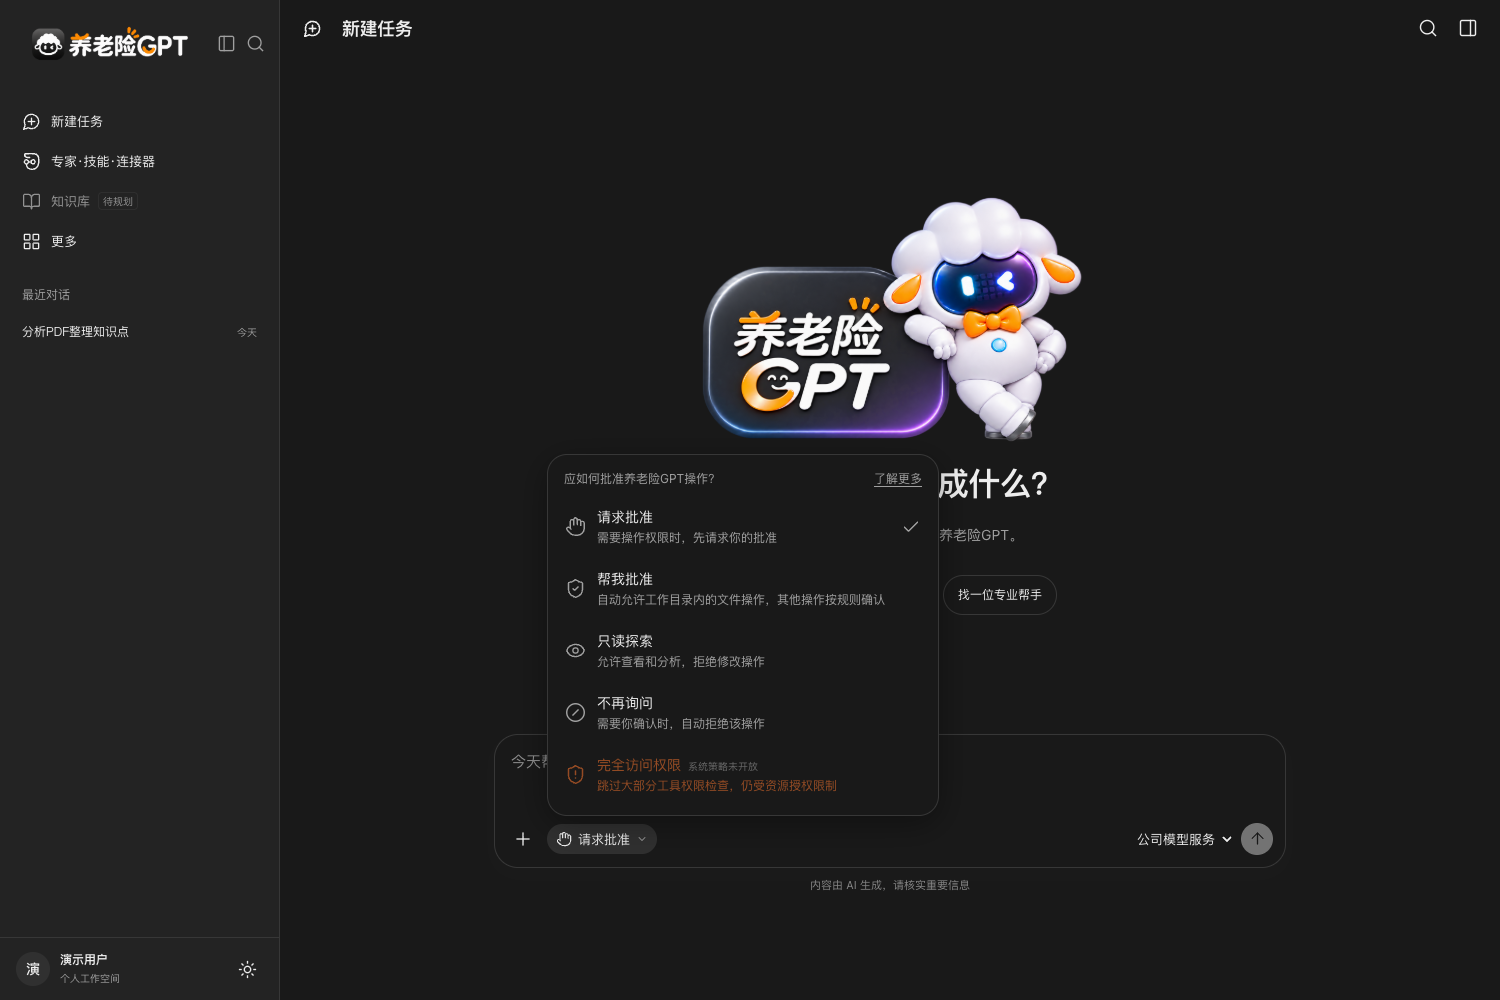 养老险GPT
新建任务
专家·技能·连接器
知识库 待规划
更多
最近对话
分析PDF整理知识点 今天
演 演示用户
个人工作空间
新建任务
养老险
GPT
成什么?
养老险GPT。
找一位专业帮手
应如何批准养老险GPT操作? 了解更多
请求批准
需要操作权限时，先请求你的批准
帮我批准
自动允许工作目录内的文件操作，其他操作按规则确认
只读探索
允许查看和分析，拒绝修改操作
不再询问
需要你确认时，自动拒绝该操作
完全访问权限 系统策略未开放
跳过大部分工具权限检查，仍受资源授权限制
今天
请求批准 公司模型服务
内容由 AI 生成，请核实重要信息